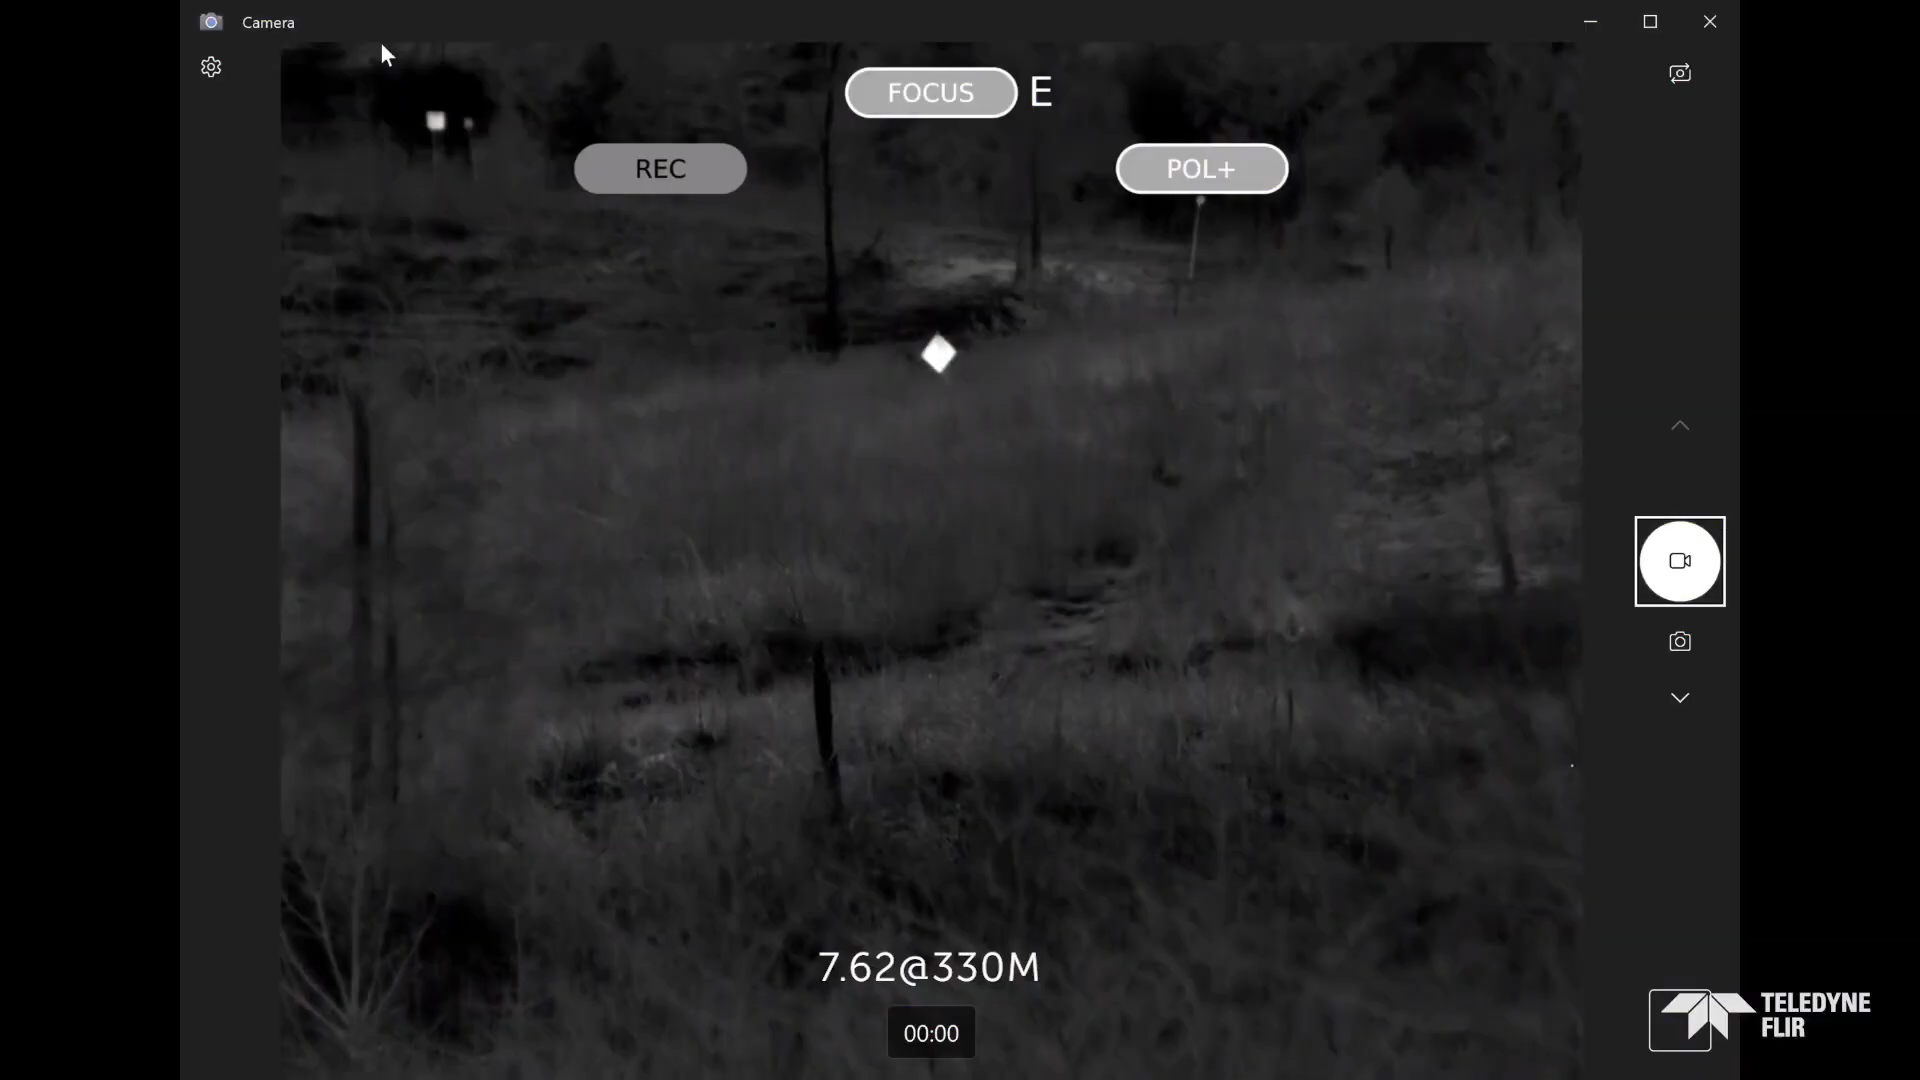 Camera
FOCUS E
REC
POL+
7.62@330M
00:00
TELEDYNE
FLIR